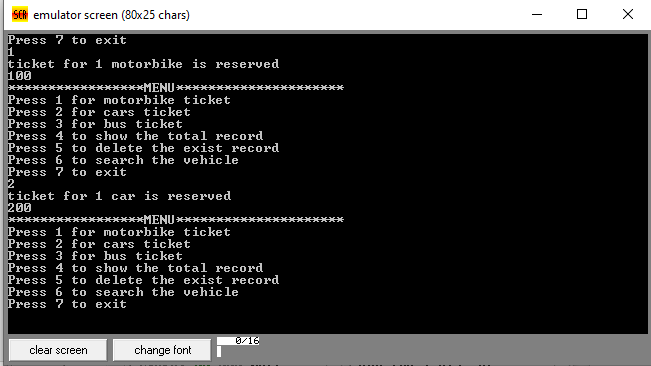 SCR emulator screen (80x25 chars)
Press 7 to exit
1
ticket for 1 motorbike is reserved
100
*****************MENU*********************
Press 1 for motorbike ticket
Press 2 for cars ticket
Press 3 for bus ticket
Press 4 to show the total record
Press 5 to delete the exist record
Press 6 to search the vehicle
Press 7 to exit
2
ticket for 1 car is reserved
200
*****************MENU*********************
Press 1 for motorbike ticket
Press 2 for cars ticket
Press 3 for bus ticket
Press 4 to show the total record
Press 5 to delete the exist record
Press 6 to search the vehicle
Press 7 to exit
clear screen change font 0/16